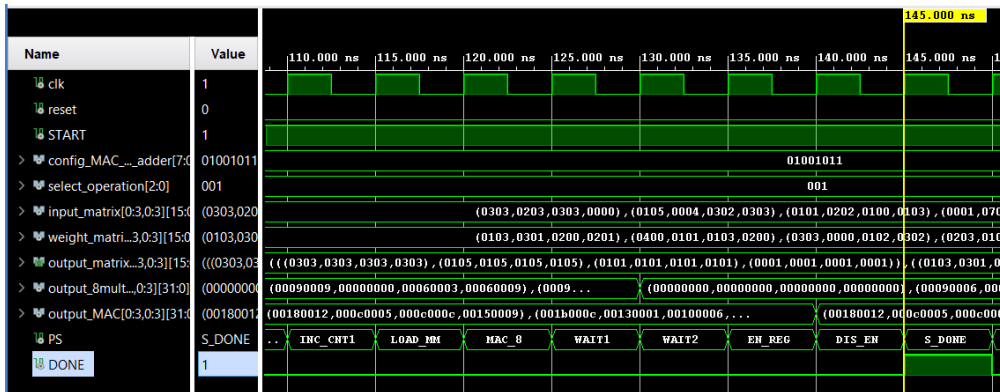 145.000 ns
Name
Value
110.000 ns
115.000 ns
120.000 ns
125.000 ns
130.000 ns
135.000 ns
140.000 ns
145.000 ns
clk
1
reset
0
START
1
config_MAC_..._adder[7:0
01001011
01001011
select_operation[2:0]
001
001
input_matrix[0:3,0:3][15:0
(0303,020
(0303,0203,0303,0000),(0105,0004,0302,0303),(0101,0202,0100,0103),(0001,070
weight_matri...3,0:3][15:0
(0103,030
(0103,0301,0200,0201),(0400,0101,0103,0200),(0303,0000,0102,0302),(0203,010
output_matrix...3,0:3][15:
(((0303,03
(((0303,0303,0303,0303),(0105,0105,0105,0105),(0101,0101,0101,0101),(0001,0001,0001,0001)),((0103,0301,0
output_8mult...,0:3][31:0]
(00000000
(00090009,00000000,00060003,00060009),(0009...
(00000000,00000000,00000000,00000000),(00090006,000
output_MAC[0:3,0:3][31:0
(00180012
(00180012,000c0005,000c000c,00150009),(001b000c,00130001,00100006,...
(00180012,000c0005,000c000
PS
S_DONE
..
INC_CNT1
LOAD_MM
MAC_8
WAIT1
WAIT2
EN_REG
DIS_EN
S_DONE
DONE
1